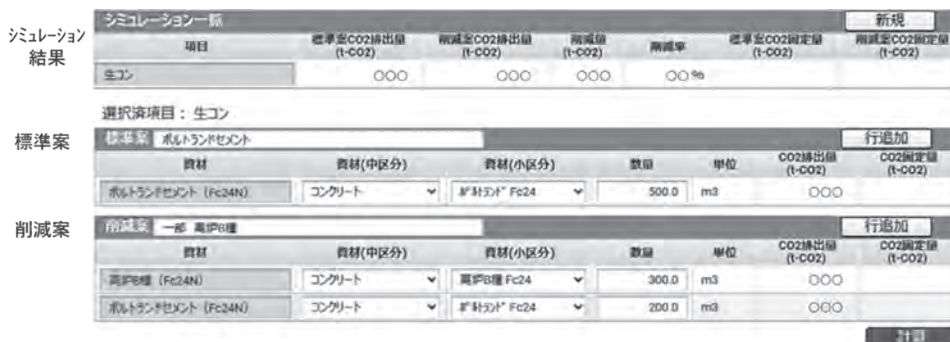 シミュレーション一覧 新規
シミュレーション結果
項目 標準案CO2排出量(t-CO2) 削減案CO2排出量(t-CO2) 削減値(t-CO2) 削減率 標準案CO2固定量(t-CO2) 削減案CO2固定量(t-CO2)
生コン ○○○ ○○○ ○○○ ○○%
選択済項目： 生コン
標準案
標準案 ポルトランドセメント 行追加
資材 資材(中区分) 資材(小区分) 数量 単位 CO2排出量(t-CO2) CO2固定量(t-CO2)
ポルトランドセメント (Fc24N) コンクリート ﾎﾟﾙﾄﾗﾝﾄﾞ Fc24 500.0 m3 ○○○
削減案
削減案 一部 高炉B種 行追加
資材 資材(中区分) 資材(小区分) 数量 単位 CO2排出量(t-CO2) CO2固定量(t-CO2)
高炉B種 (Fc24N) コンクリート 高炉B種 Fc24 300.0 m3 ○○○
ポルトランドセメント (Fc24N) コンクリート ﾎﾟﾙﾄﾗﾝﾄﾞ Fc24 200.0 m3 ○○○
計算